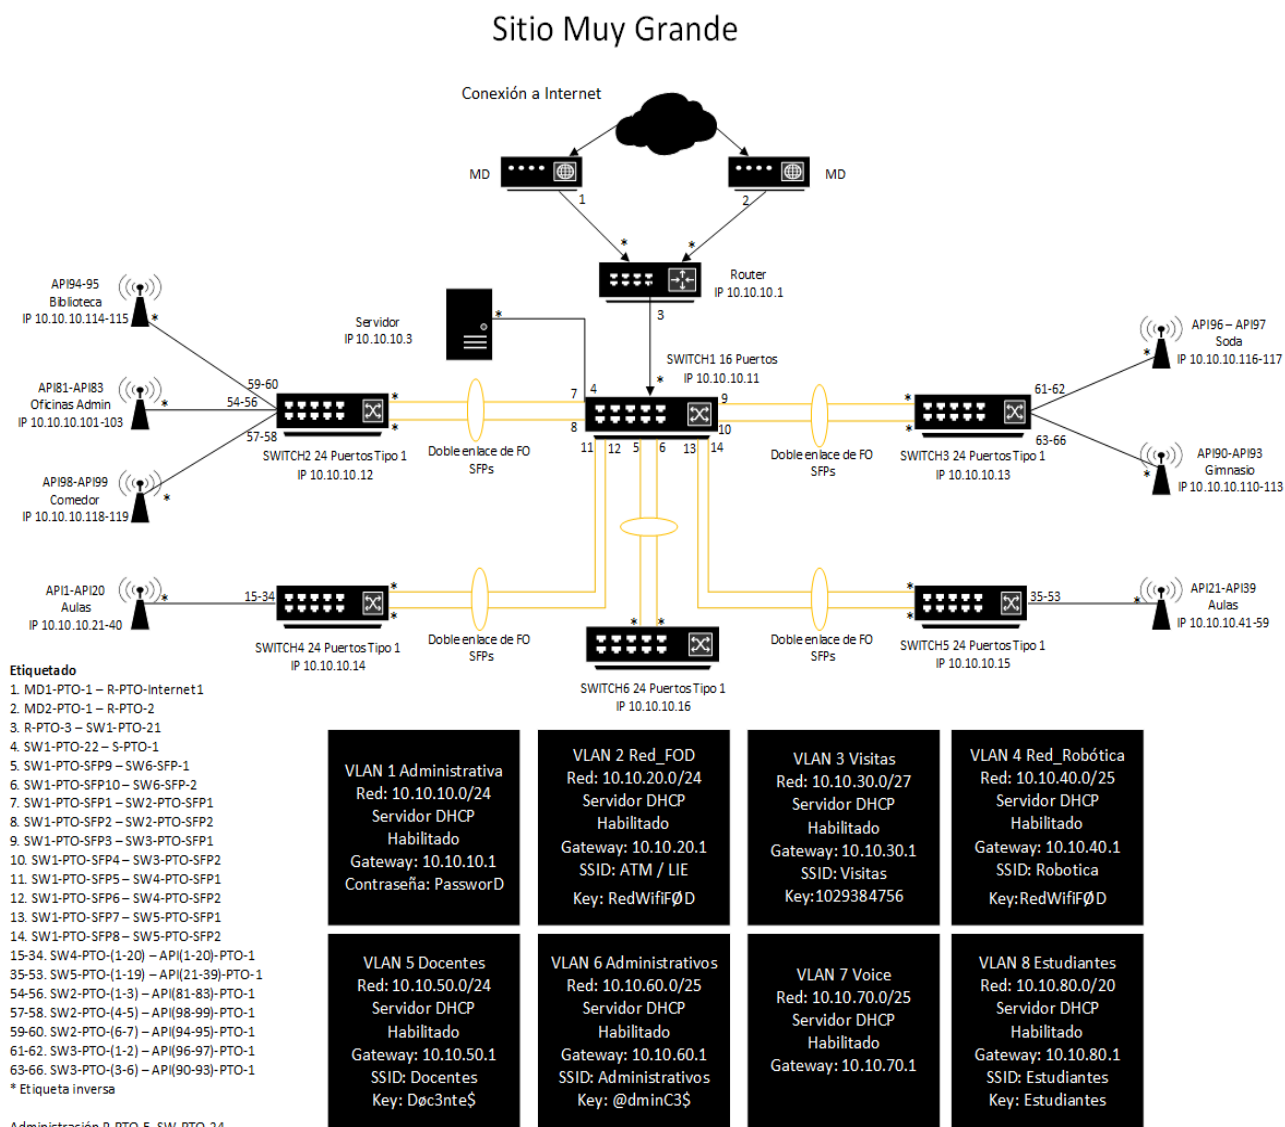 Sitio Muy Grande
Conexión a Internet
MD
MD
1
2
*
*
Router
IP 10.10.10.1
3
API94-95
Biblioteca
IP 10.10.10.114-115
*
Servidor
IP 10.10.10.3
*
API96 – API97
Soda
IP 10.10.10.116-117
*
SWITCH1 16 Puertos
IP 10.10.10.11
*
API81-API83
Oficinas Admin
IP 10.10.10.101-103
*
59-60
54-56
57-58
*
*
7
8
4
9
10
*
*
61-62
63-66
SWITCH2 24 Puertos Tipo 1
IP 10.10.10.12
Doble enlace de FO
SFPs
11
12
5
6
13
14
Doble enlace de FO
SFPs
SWITCH3 24 Puertos Tipo 1
IP 10.10.10.13
API98-API99
Comedor
IP 10.10.10.118-119
*
API90-API93
Gimnasio
IP 10.10.10.110-113
*
API1-API20
Aulas
IP 10.10.10.21-40
*
15-34
*
*
*
*
*
*
35-53
*
API21-API39
Aulas
IP 10.10.10.41-59
SWITCH4 24 Puertos Tipo 1
IP 10.10.10.14
Doble enlace de FO
SFPs
Doble enlace de FO
SFPs
SWITCH5 24 Puertos Tipo 1
IP 10.10.10.15
SWITCH6 24 Puertos Tipo 1
IP 10.10.10.16
Etiquetado
1. MD1-PTO-1 – R-PTO-Internet1
2. MD2-PTO-1 – R-PTO-2
3. R-PTO-3 – SW1-PTO-21
4. SW1-PTO-22 – S-PTO-1
5. SW1-PTO-SFP9 – SW6-SFP-1
6. SW1-PTO-SFP10 – SW6-SFP-2
7. SW1-PTO-SFP1 – SW2-PTO-SFP1
8. SW1-PTO-SFP2 – SW2-PTO-SFP2
9. SW1-PTO-SFP3 – SW3-PTO-SFP1
10. SW1-PTO-SFP4 – SW3-PTO-SFP2
11. SW1-PTO-SFP5 – SW4-PTO-SFP1
12. SW1-PTO-SFP6 – SW4-PTO-SFP2
13. SW1-PTO-SFP7 – SW5-PTO-SFP1
14. SW1-PTO-SFP8 – SW5-PTO-SFP2
15-34. SW4-PTO-(1-20) – API(1-20)-PTO-1
35-53. SW5-PTO-(1-19) – API(21-39)-PTO-1
54-56. SW2-PTO-(1-3) – API(81-83)-PTO-1
57-58. SW2-PTO-(4-5) – API(98-99)-PTO-1
59-60. SW2-PTO-(6-7) – API(94-95)-PTO-1
61-62. SW3-PTO-(1-2) – API(96-97)-PTO-1
63-66. SW3-PTO-(3-6) – API(90-93)-PTO-1
* Etiqueta inversa
Administración R-PTO-5, SW-PTO-24
VLAN 1 Administrativa
Red: 10.10.10.0/24
Servidor DHCP
Habilitado
Gateway: 10.10.10.1
Contraseña: PassworD
VLAN 2 Red_FOD
Red: 10.10.20.0/24
Servidor DHCP
Habilitado
Gateway: 10.10.20.1
SSID: ATM / LIE
Key: RedWifiFØD
VLAN 3 Visitas
Red: 10.10.30.0/27
Servidor DHCP
Habilitado
Gateway: 10.10.30.1
SSID: Visitas
Key:1029384756
VLAN 4 Red_Robótica
Red: 10.10.40.0/25
Servidor DHCP
Habilitado
Gateway: 10.10.40.1
SSID: Robotica
Key:RedWifiFØD
VLAN 5 Docentes
Red: 10.10.50.0/24
Servidor DHCP
Habilitado
Gateway: 10.10.50.1
SSID: Docentes
Key: Døc3nte$
VLAN 6 Administrativos
Red: 10.10.60.0/25
Servidor DHCP
Habilitado
Gateway: 10.10.60.1
SSID: Administrativos
Key: @dminC3$
VLAN 7 Voice
Red: 10.10.70.0/25
Servidor DHCP
Habilitado
Gateway: 10.10.70.1
VLAN 8 Estudiantes
Red: 10.10.80.0/20
Servidor DHCP
Habilitado
Gateway: 10.10.80.1
SSID: Estudiantes
Key: Estudiantes